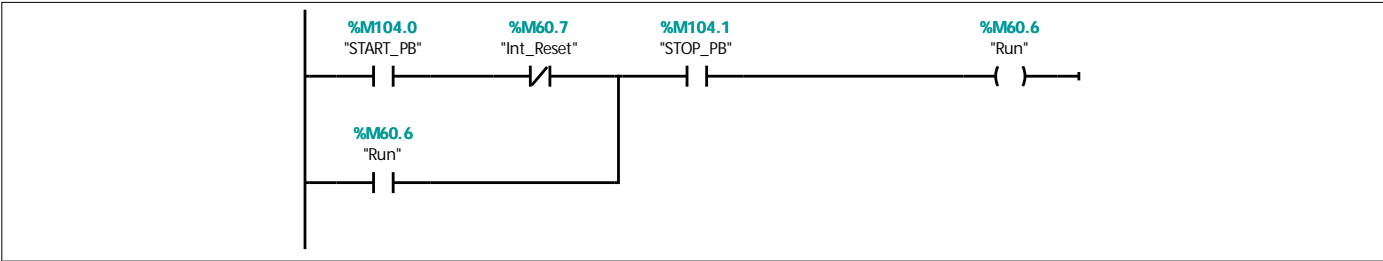 %M104.0 %M60.7 %M104.1 %M60.6
"START_PB" "Int_Reset" "STOP_PB" "Run"
%M60.6
"Run"